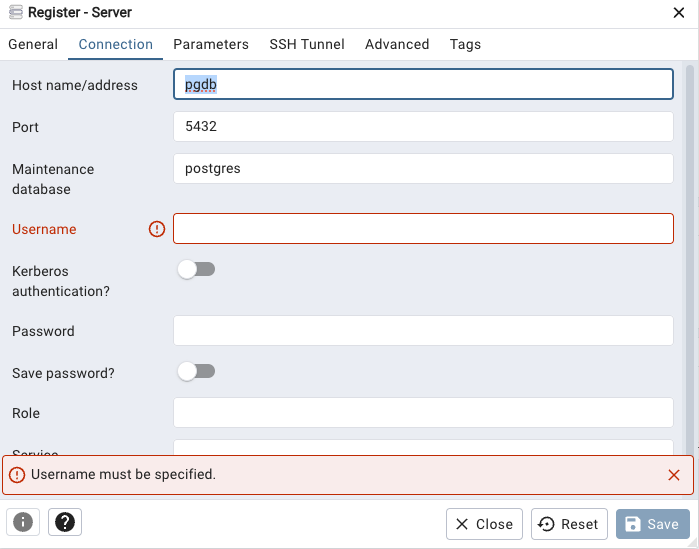 Register - Server
General Connection Parameters SSH Tunnel Advanced Tags
Host name/address pgdb
Port 5432
Maintenance
database postgres
Username
Kerberos
authentication?
Password
Save password?
Role
Service
Username must be specified.
Close Reset Save